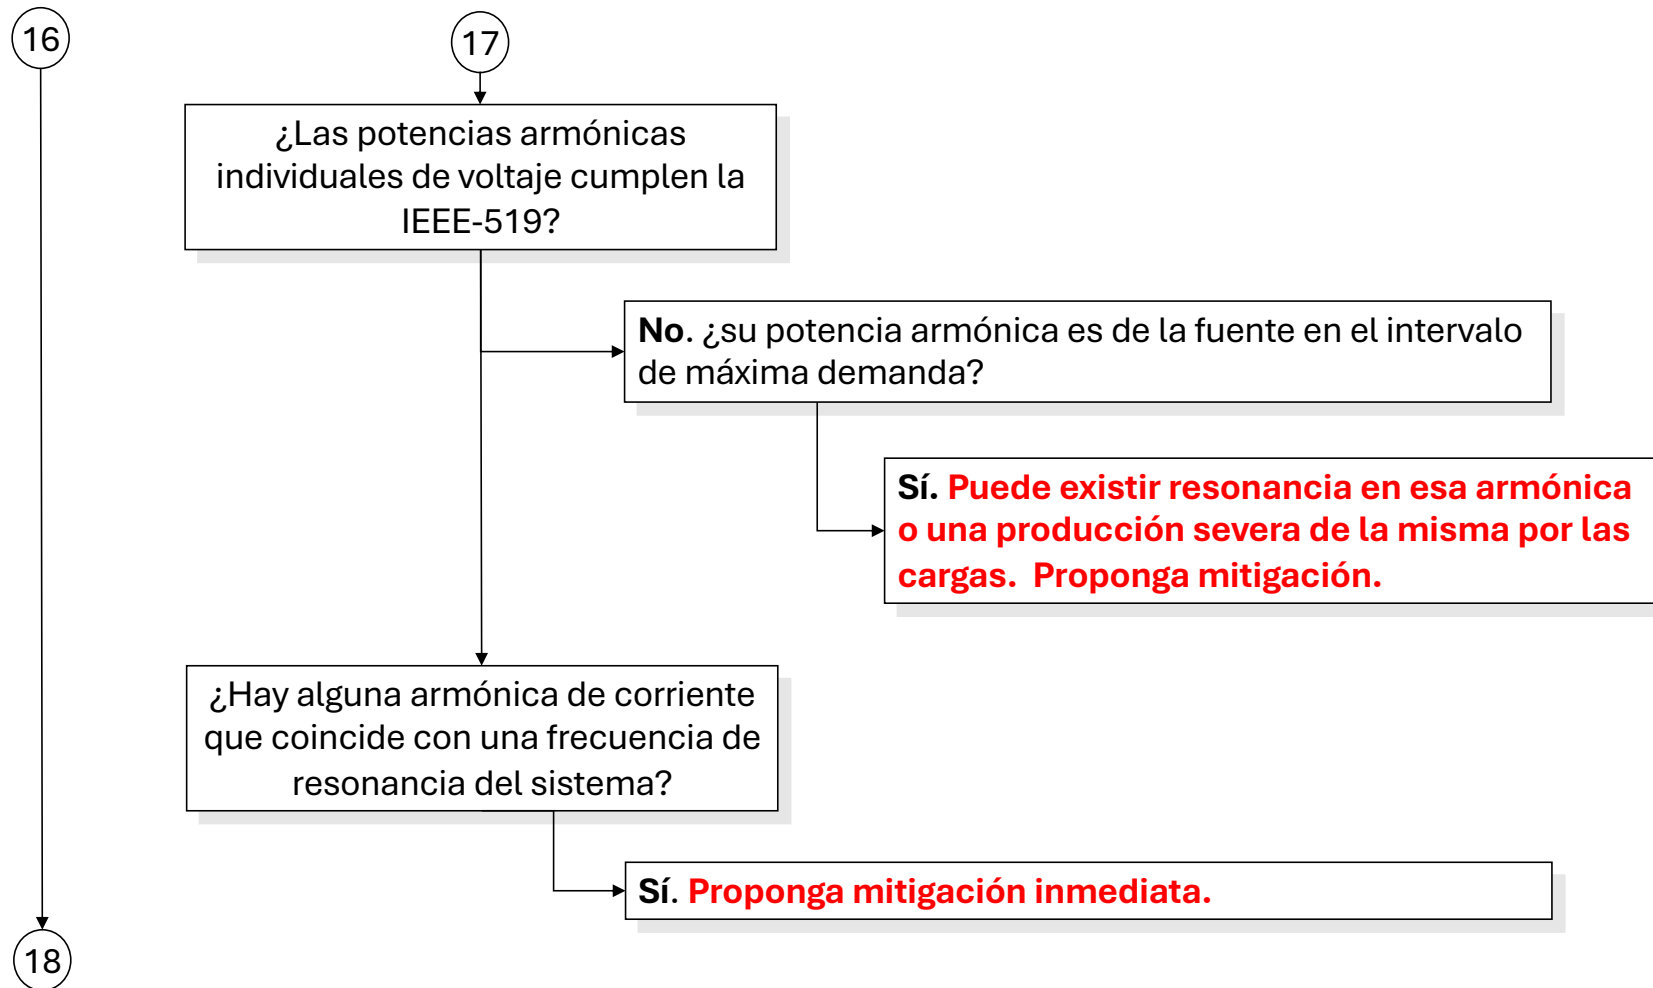 16
17
¿Las potencias armónicas
individuales de voltaje cumplen la
IEEE-519?
No. ¿su potencia armónica es de la fuente en el intervalo
de máxima demanda?
Sí. Puede existir resonancia en esa armónica
o una producción severa de la misma por las
cargas.  Proponga mitigación.
¿Hay alguna armónica de corriente
que coincide con una frecuencia de
resonancia del sistema?
Sí. Proponga mitigación inmediata.
18